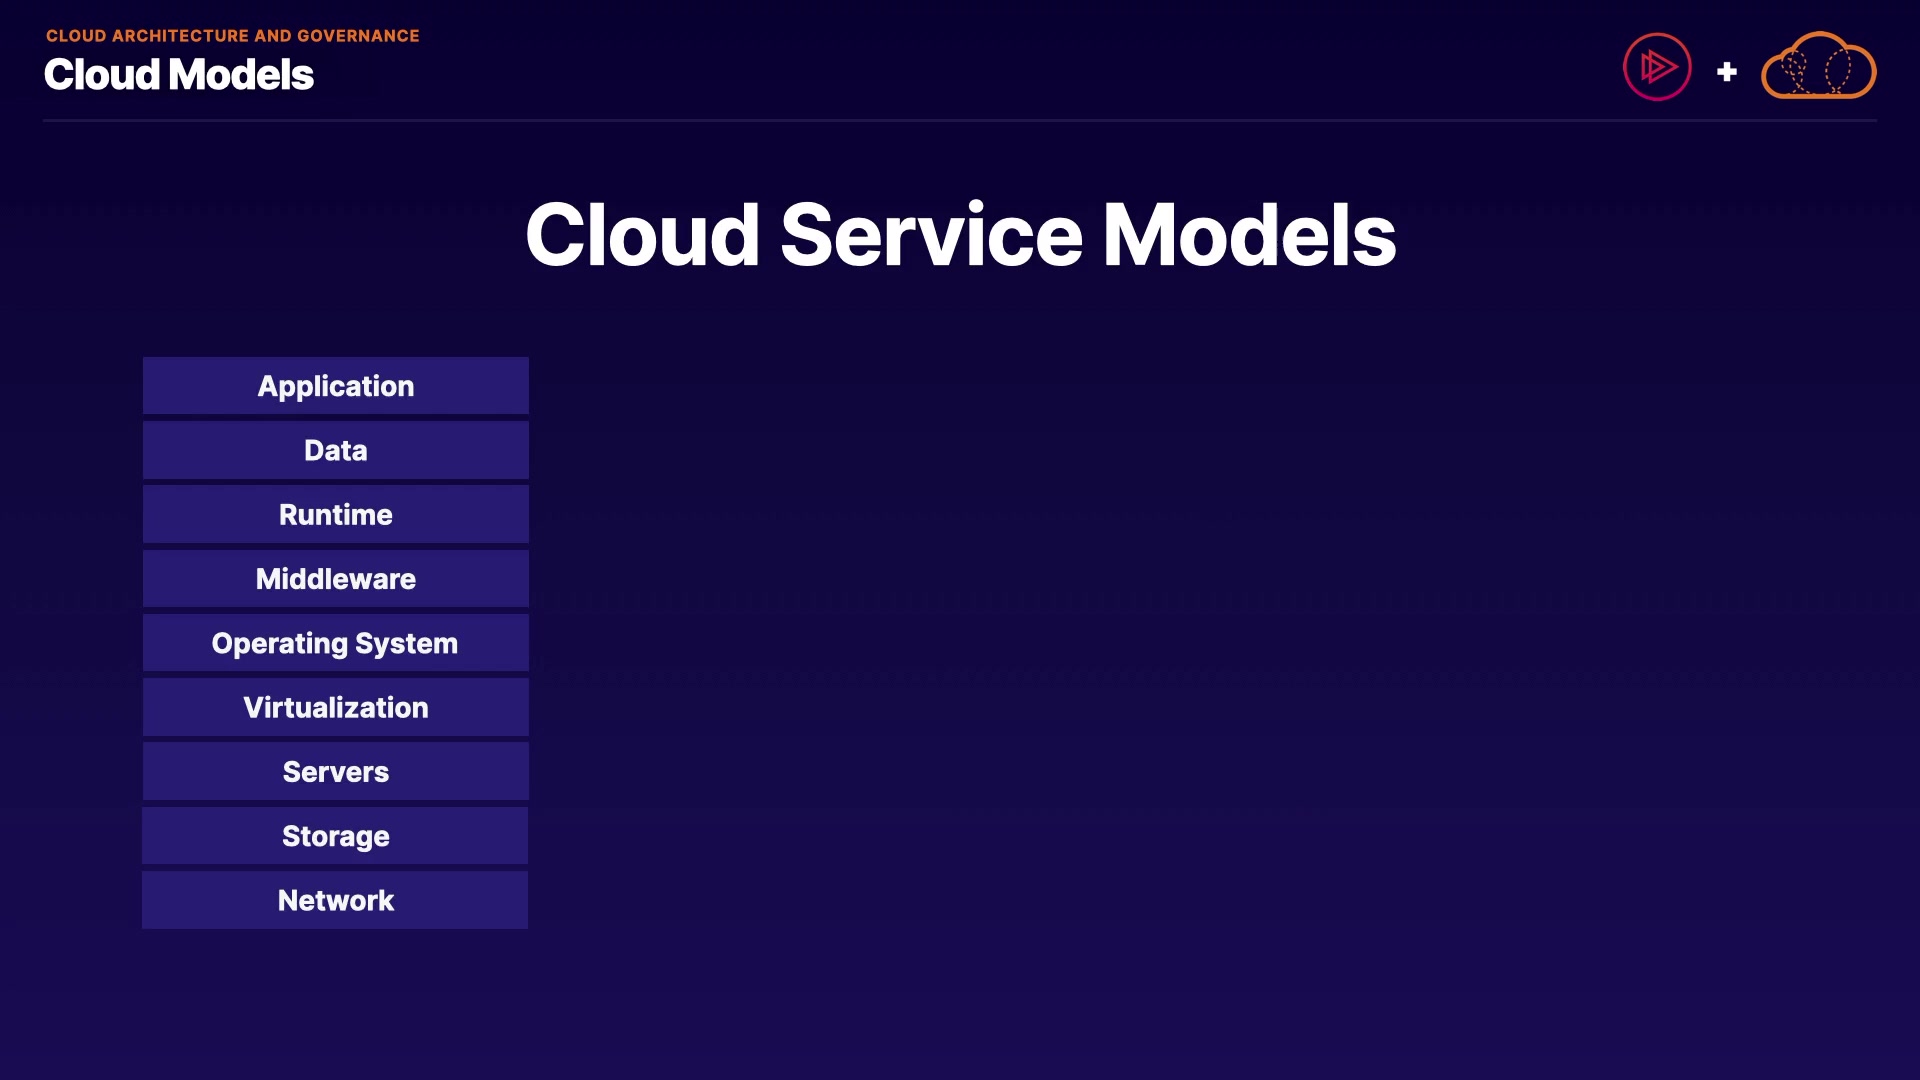 CLOUD ARCHITECTURE AND GOVERNANCE
Cloud Models
+
Cloud Service Models
Application
Data
Runtime
Middleware
Operating System
Virtualization
Servers
Storage
Network